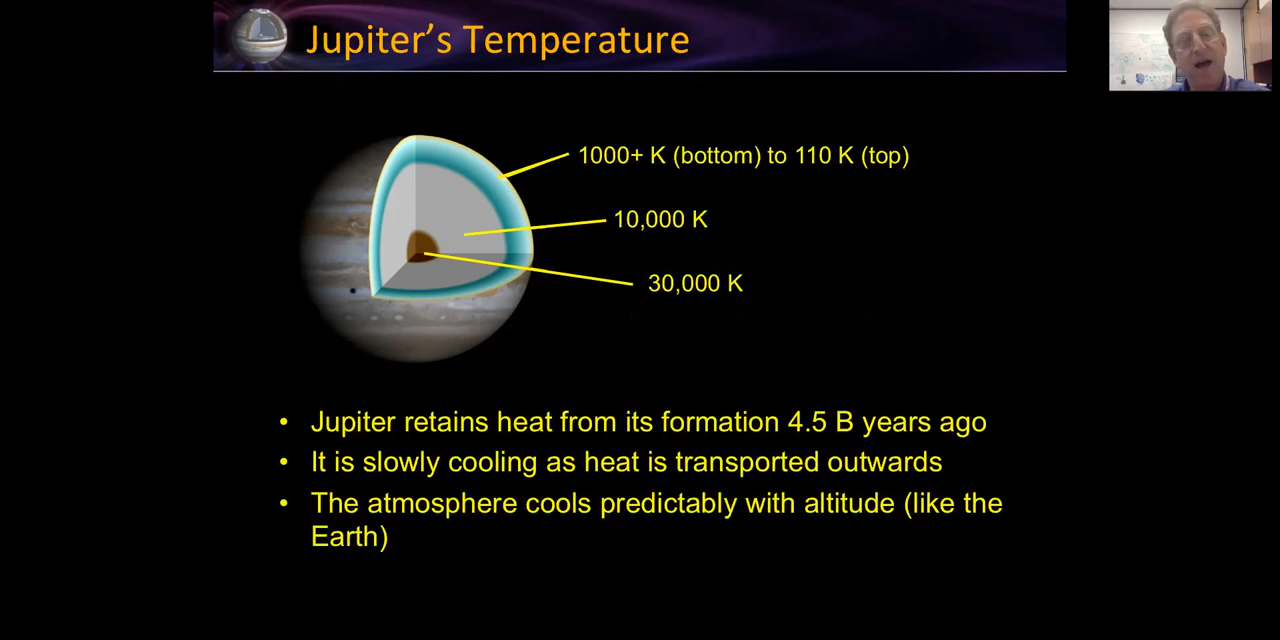 Jupiter's Temperature
1000+ K (bottom) to 110 K (top)
10,000 K
30,000 K
• Jupiter retains heat from its formation 4.5 B years ago
• It is slowly cooling as heat is transported outwards
• The atmosphere cools predictably with altitude (like the
Earth)